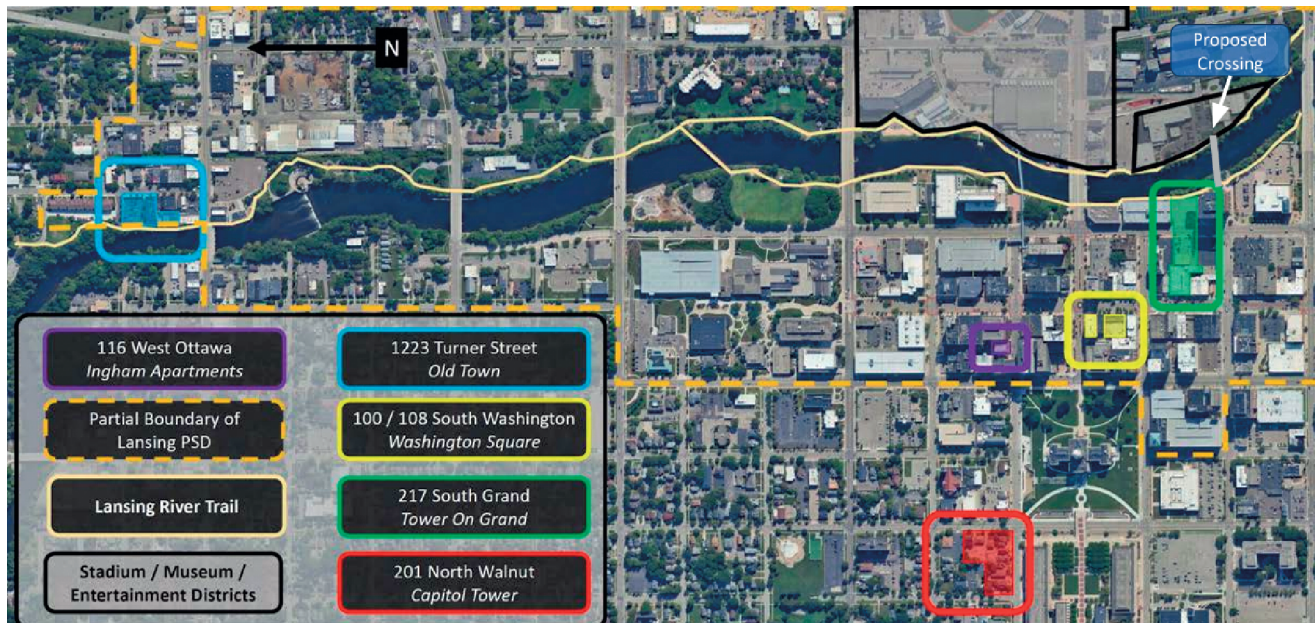 N
Proposed
Crossing
116 West Ottawa
Ingham Apartments
1223 Turner Street
Old Town
Partial Boundary of
Lansing PSD
100 / 108 South Washington
Washington Square
Lansing River Trail
217 South Grand
Tower On Grand
Stadium / Museum /
Entertainment Districts
201 North Walnut
Capitol Tower